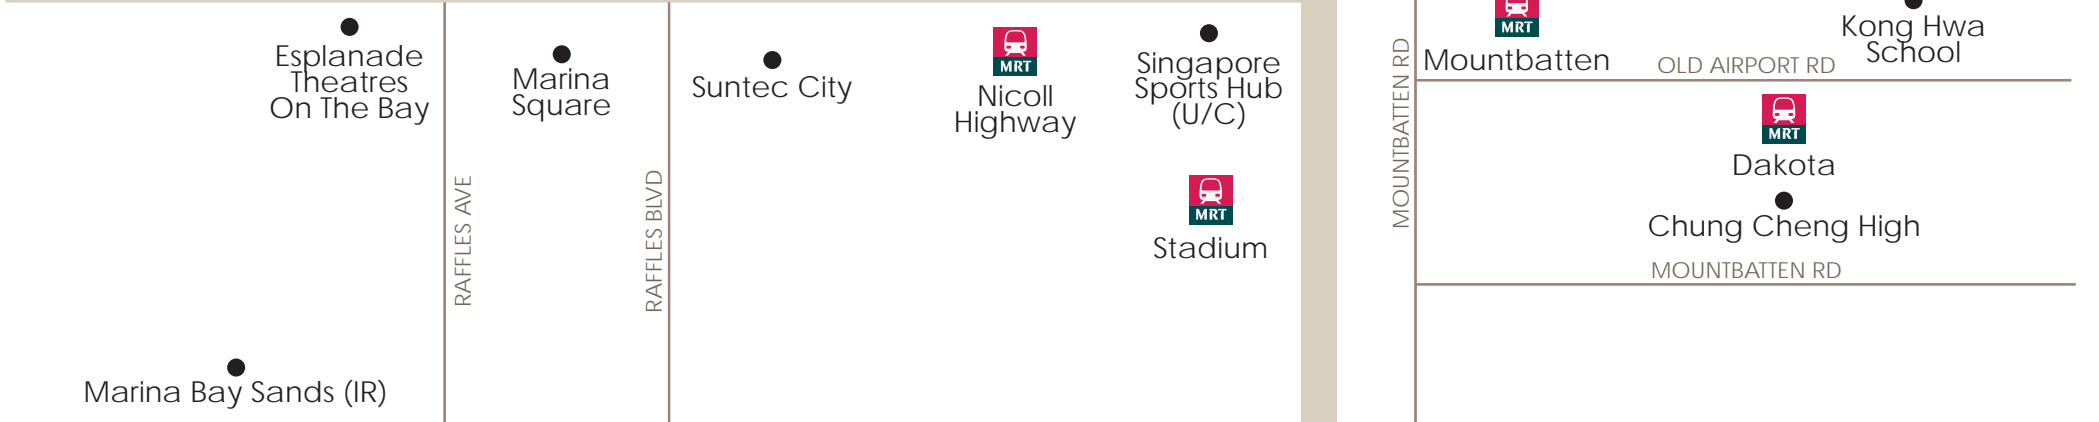 Esplanade
Theatres
On The Bay
RAFFLES AVE
Marina
Square
RAFFLES BLVD
Suntec City
MRT
Nicoll
Highway
Singapore
Sports Hub
(U/C)
MRT
Stadium
Marina Bay Sands (IR)
MOUNTBATTEN RD
MRT
Mountbatten
OLD AIRPORT RD
Kong Hwa
School
MRT
Dakota
Chung Cheng High
MOUNTBATTEN RD